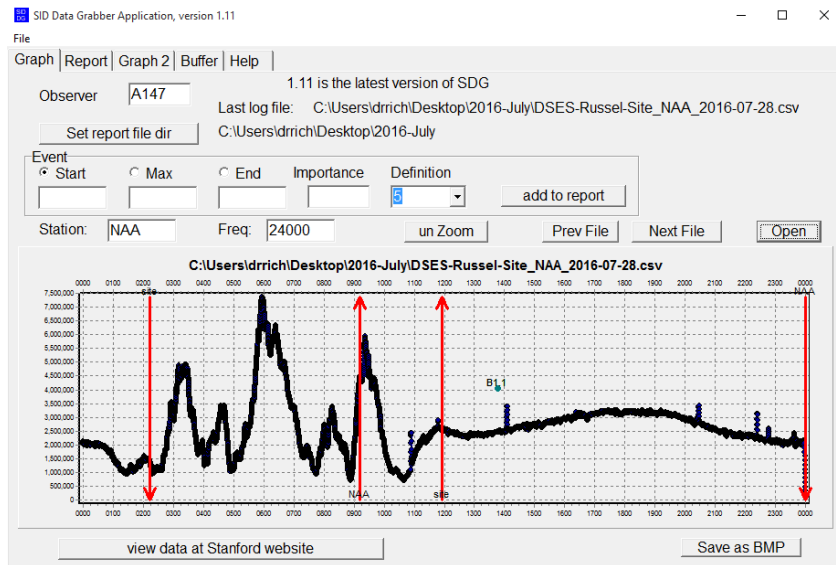 SID DG SID Data Grabber Application, version 1.11
File
Graph Report Graph 2 Buffer Help
1.11 is the latest version of SDG
Observer A147
Last log file: C:\Users\drrich\Desktop\2016-July\DSES-Russel-Site_NAA_2016-07-28.csv
Set report file dir C:\Users\drrich\Desktop\2016-July
Event
Start Max End Importance Definition
5 add to report
Station: NAA Freq: 24000 un Zoom Prev File Next File Open
C:\Users\drrich\Desktop\2016-July\DSES-Russel-Site_NAA_2016-07-28.csv
0000 0100 0200 0300 0400 0500 0600 0700 0800 0900 1000 1100 1200 1300 1400 1500 1600 1700 1800 1900 2000 2100 2200 2300 0000
site NAA
7,500,000
7,000,000
6,500,000
6,000,000
5,500,000
5,000,000
4,500,000
B1.1
4,000,000
3,500,000
3,000,000
2,500,000
2,000,000
1,500,000
1,000,000
500,000
NAA site
0
0000 0100 0200 0300 0400 0500 0600 0700 0800 0900 1000 1100 1200 1300 1400 1500 1600 1700 1800 1900 2000 2100 2200 2300 0000
view data at Stanford website Save as BMP